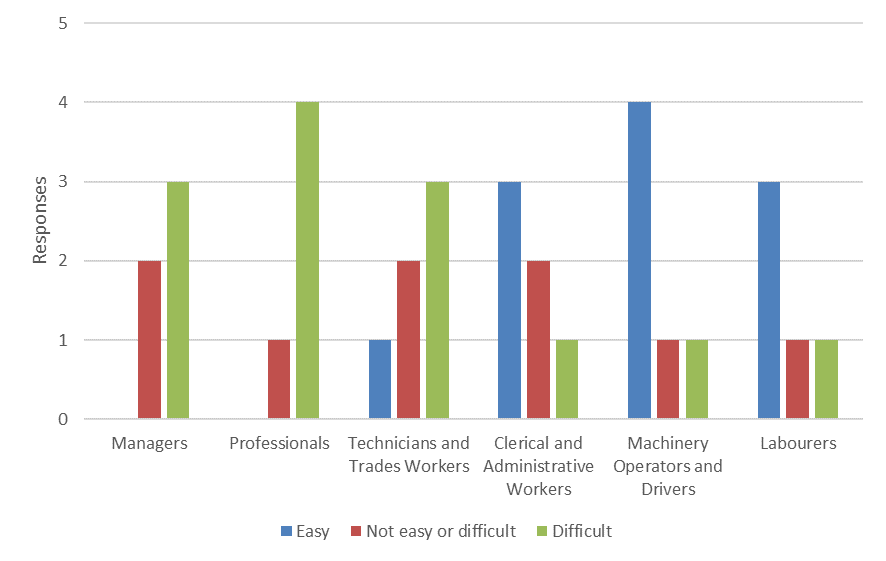 5
4
3
2
1
0
Responses
Managers
Professionals
Technicians and
Trades Workers
Clerical and
Administrative
Workers
Machinery
Operators and
Drivers
Labourers
Easy
Not easy or difficult
Difficult